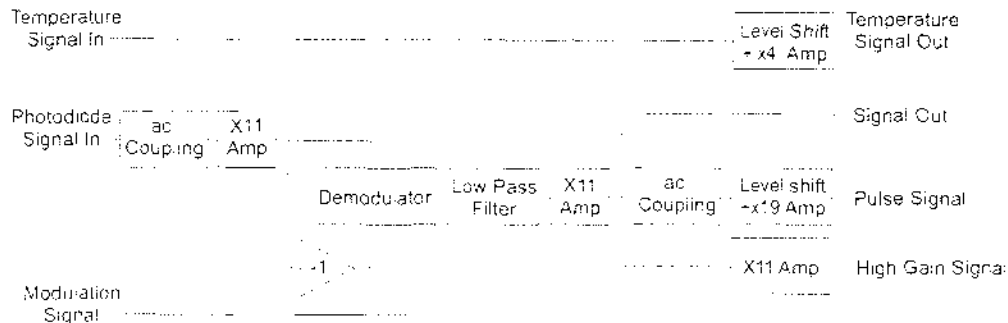 Temperature
Signal In
Level Shift
+ x4 Amp
Temperature
Signal Out
Photodiode
Signal In
ac
Coupling
X11
Amp
Signal Out
Demodulator
Low Pass
Filter
X11
Amp
ac
Coupling
Level shift
+x19 Amp
Pulse Signal
-1
X11 Amp
High Gain Signal
Modulation
Signal